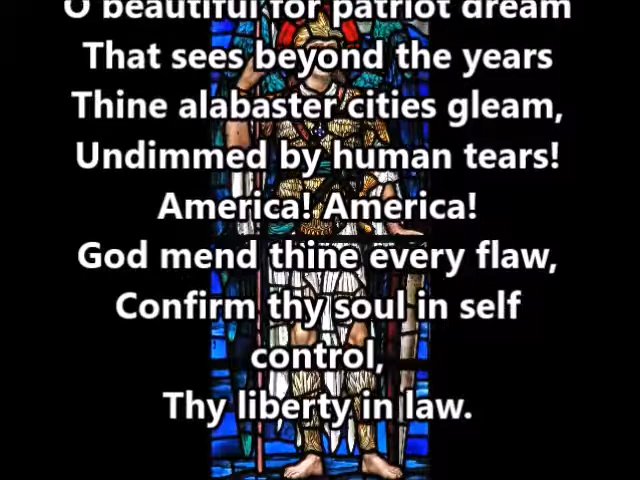 O beautiful for patriot dream
That sees beyond the years
Thine alabaster cities gleam,
Undimmed by human tears!
America! America!
God mend thine every flaw,
Confirm thy soul in self
control,
Thy liberty in law.